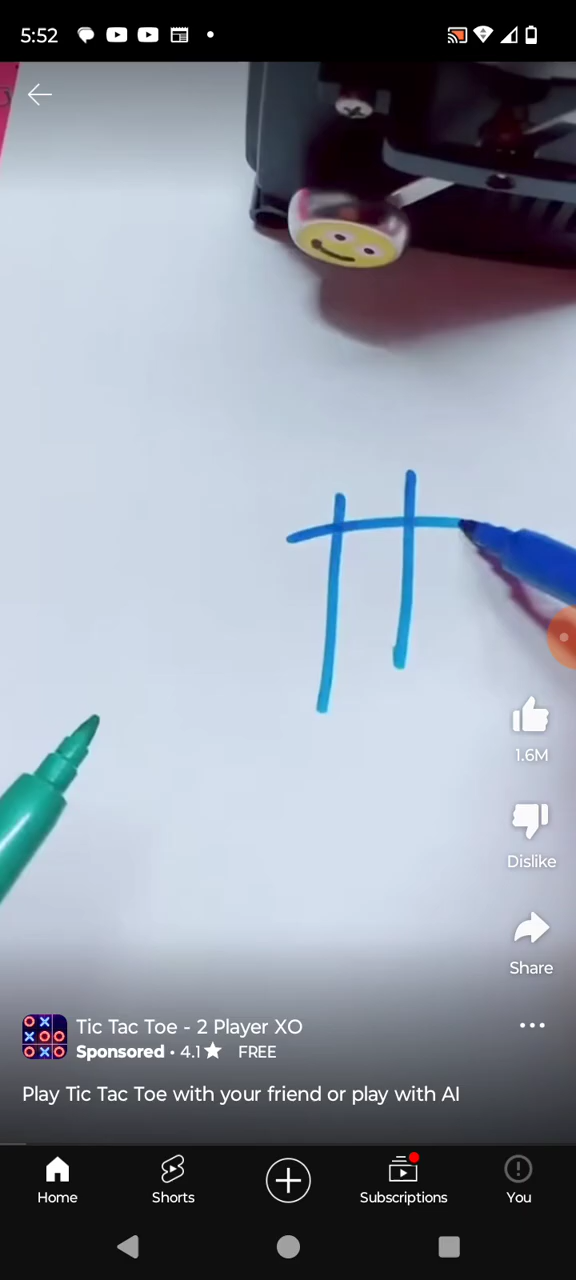 5:52
1.6M
Dislike
Share
Tic Tac Toe - 2 Player XO
Sponsored • 4.1★ FREE
Play Tic Tac Toe with your friend or play with AI
Home
Shorts
Subscriptions
You